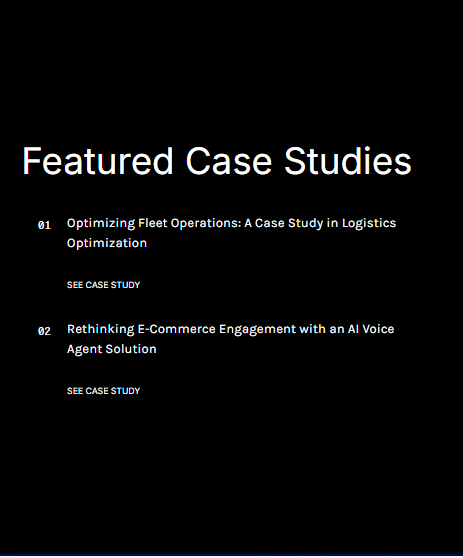 Featured Case Studies
01 Optimizing Fleet Operations: A Case Study in Logistics
Optimization
SEE CASE STUDY
02 Rethinking E-Commerce Engagement with an AI Voice
Agent Solution
SEE CASE STUDY